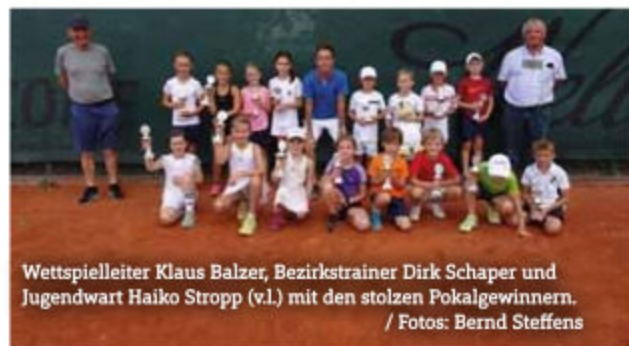 Wettspielleiter Klaus Balzer, Bezirkstrainer Dirk Schaper und
Jugendwart Haiko Stropp (v.l.) mit den stolzen Pokalgewinnern.
/ Fotos: Bernd Steffens